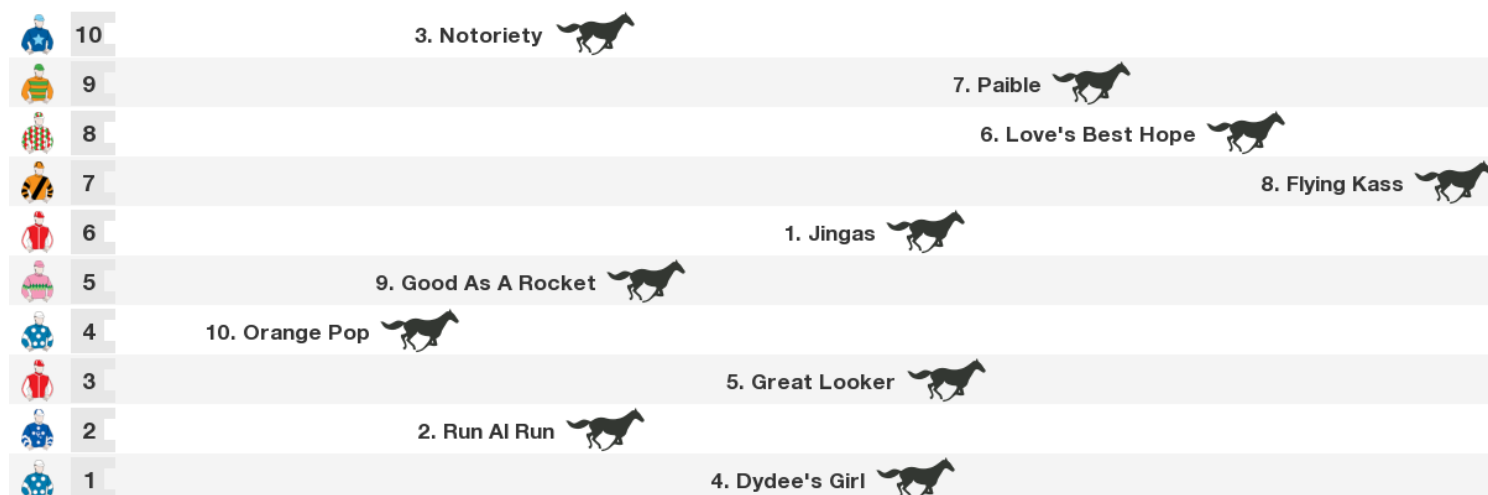 10 3. Notoriety
9 7. Paible
8 6. Love's Best Hope
7 8. Flying Kass
6 1. Jingas
5 9. Good As A Rocket
4 10. Orange Pop
3 5. Great Looker
2 2. Run Al Run
1 4. Dydee's Girl